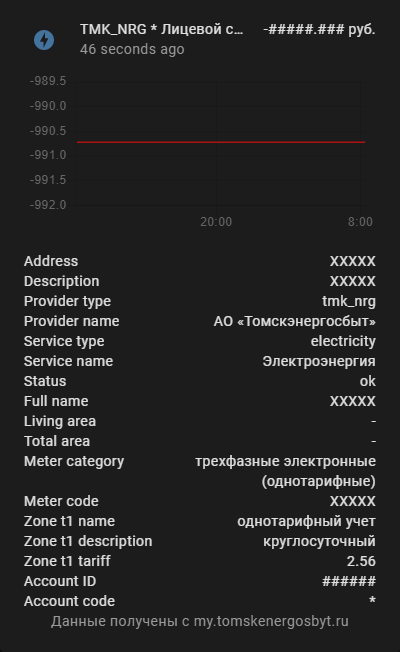 TMK_NRG * Лицевой с… -#####.### руб.
46 seconds ago
-989.5
-990.0
-990.5
-991.0
-991.5
-992.0
20:00 8:00
Address XXXXX
Description XXXXX
Provider type tmk_nrg
Provider name АО «Томскэнергосбыт»
Service type electricity
Service name Электроэнергия
Status ok
Full name XXXXX
Living area -
Total area -
Meter category трехфазные электронные
(однотарифные)
Meter code XXXXX
Zone t1 name однотарифный учет
Zone t1 description круглосуточный
Zone t1 tariff 2.56
Account ID ######
Account code *
Данные получены с my.tomskenergosbyt.ru